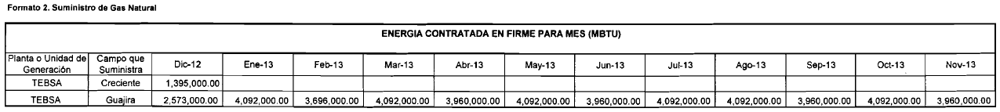 Formato 2. Suministro de Gas Natural
ENERGIA CONTRATADA EN FIRME PARA MES (MBTU)
Planta o Unidad de Generación Campo que Suministra Dic-12 Ene-13 Feb-13 Mar-13 Abr-13 May-13 Jun-13 Jul-13 Ago-13 Sep-13 Oct-13 Nov-13
TEBSA Creciente 1,395,000.00
TEBSA Guajira 2,573,000.00 4,092,000.00 3,696,000.00 4,092,000.00 3,960,000.00 4,092,000.00 3,960,000.00 4,092,000.00 4,092,000.00 3,960,000.00 4,092,000.00 3,960,000.00